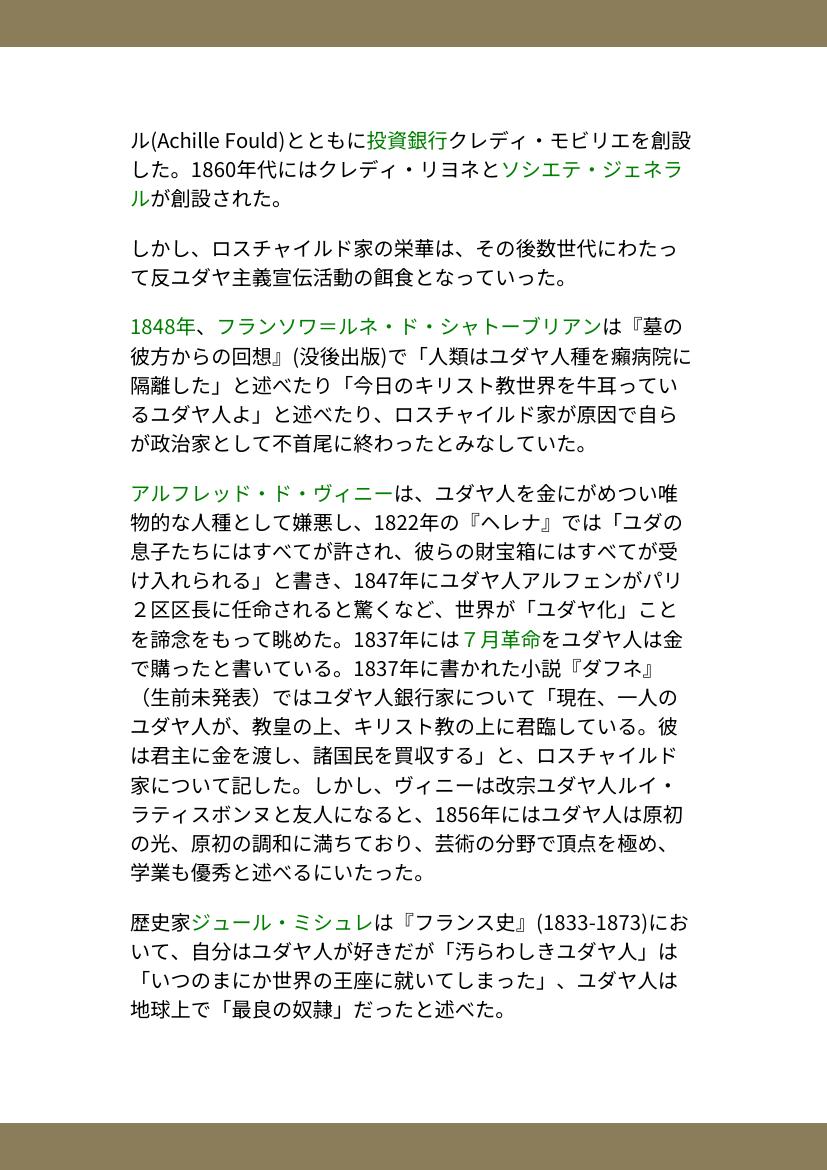 ル(Achille Fould)とともに投資銀行クレディ・モビリエを創設
した。1860年代にはクレディ・リヨネとソシエテ・ジェネラ
ルが創設された。
しかし、ロスチャイルド家の栄華は、その後数世代にわたっ
て反ユダヤ主義宣伝活動の餌食となっていった。
1848年、フランソワ＝ルネ・ド・シャトーブリアンは『墓の
彼方からの回想』(没後出版)で「人類はユダヤ人種を癩病院に
隔離した」と述べたり「今日のキリスト教世界を牛耳ってい
るユダヤ人よ」と述べたり、ロスチャイルド家が原因で自ら
が政治家として不首尾に終わったとみなしていた。
アルフレッド・ド・ヴィニーは、ユダヤ人を金にがめつい唯
物的な人種として嫌悪し、1822年の『ヘレナ』では「ユダの
息子たちにはすべてが許され、彼らの財宝箱にはすべてが受
け入れられる」と書き、1847年にユダヤ人アルフェンがパリ
２区区長に任命されると驚くなど、世界が「ユダヤ化」こと
を諦念をもって眺めた。1837年には７月革命をユダヤ人は金
で購ったと書いている。1837年に書かれた小説『ダフネ』
（生前未発表）ではユダヤ人銀行家について「現在、一人の
ユダヤ人が、教皇の上、キリスト教の上に君臨している。彼
は君主に金を渡し、諸国民を買収する」と、ロスチャイルド
家について記した。しかし、ヴィニーは改宗ユダヤ人ルイ・
ラティスボンヌと友人になると、1856年にはユダヤ人は原初
の光、原初の調和に満ちており、芸術の分野で頂点を極め、
学業も優秀と述べるにいたった。
歴史家ジュール・ミシュレは『フランス史』(1833-1873)にお
いて、自分はユダヤ人が好きだが「汚らわしきユダヤ人」は
「いつのまにか世界の王座に就いてしまった」、ユダヤ人は
地球上で「最良の奴隷」だったと述べた。